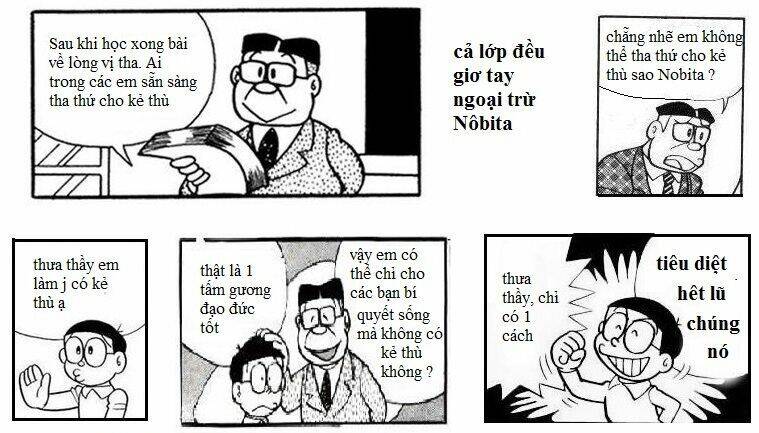 Sau khi học xong bài
về lòng vị tha. Ai
trong các em sẵn sàng
tha thứ cho kẻ thù
cả lớp đều
giơ tay
ngoại trừ
Nôbita
chẳng nhẽ em không
thể tha thứ cho kẻ
thù sao Nobita ?
thưa thầy em
làm j có kẻ
thù ạ
thật là 1
tấm gương
đạo đức
tốt
vậy em có
thể chỉ cho
các bạn bí
quyết sống
mà không có
kẻ thù
không ?
thưa
thầy, chỉ
có 1
cách
tiêu diệt
hêt lũ
chúng
nó